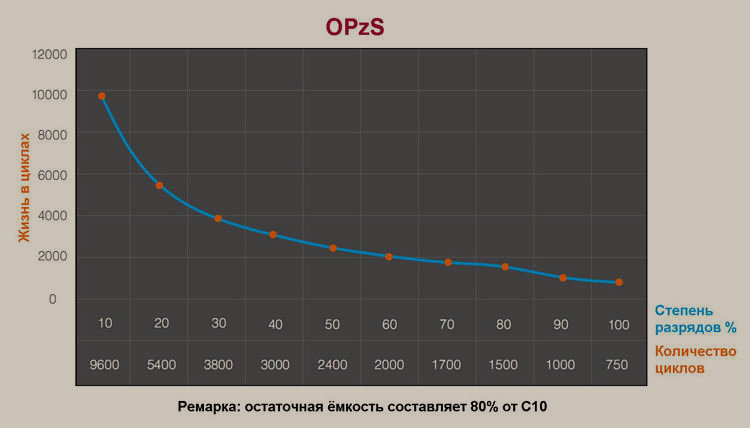 OPzS
12000
10000
8000
6000
4000
2000
0
Жизнь в циклах
10 20 30 40 50 60 70 80 90 100
Степень
разрядов %
9600 5400 3800 3000 2400 2000 1700 1500 1000 750
Количество
циклов
Ремарка: остаточная ёмкость составляет 80% от C10